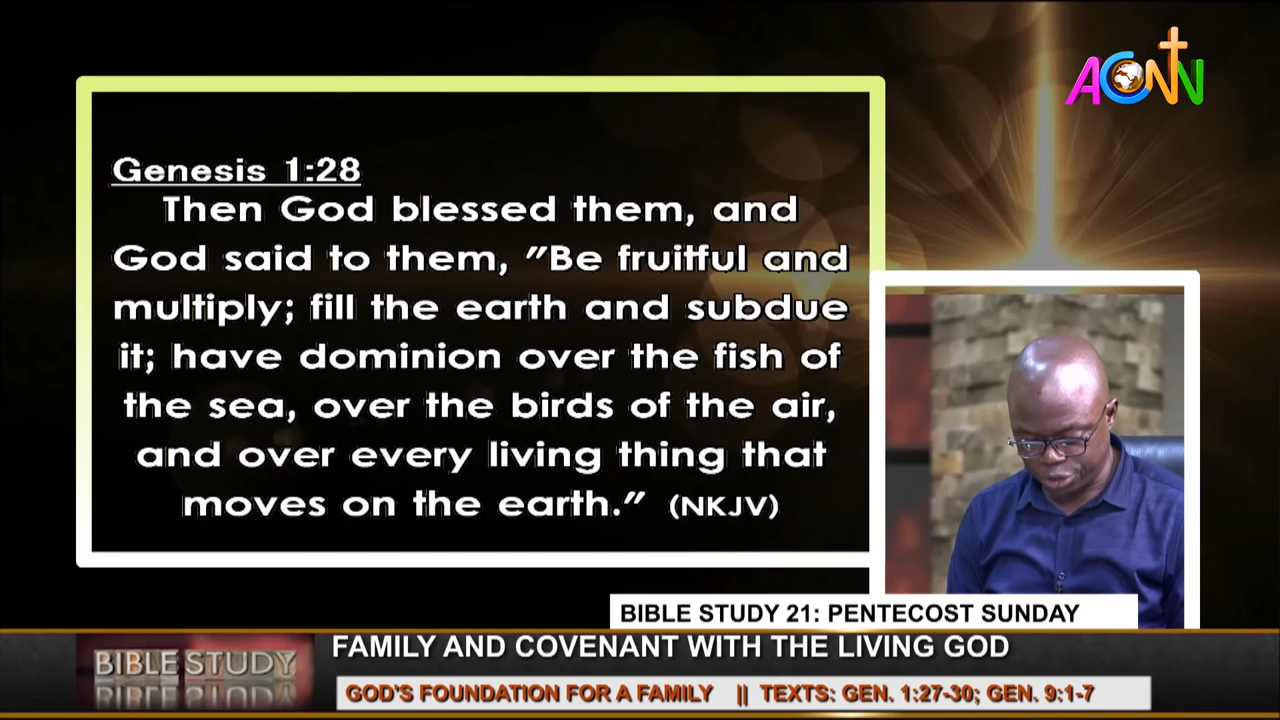 ACNN
Genesis 1:28
Then God blessed them, and
God said to them, "Be fruitful and
multiply; fill the earth and subdue
it; have dominion over the fish of
the sea, over the birds of the air,
and over every living thing that
moves on the earth." (NKJV)
BIBLE STUDY 21: PENTECOST SUNDAY
BIBLE STUDY
FAMILY AND COVENANT WITH THE LIVING GOD
GOD'S FOUNDATION FOR A FAMILY || TEXTS: GEN. 1:27-30; GEN. 9:1-7